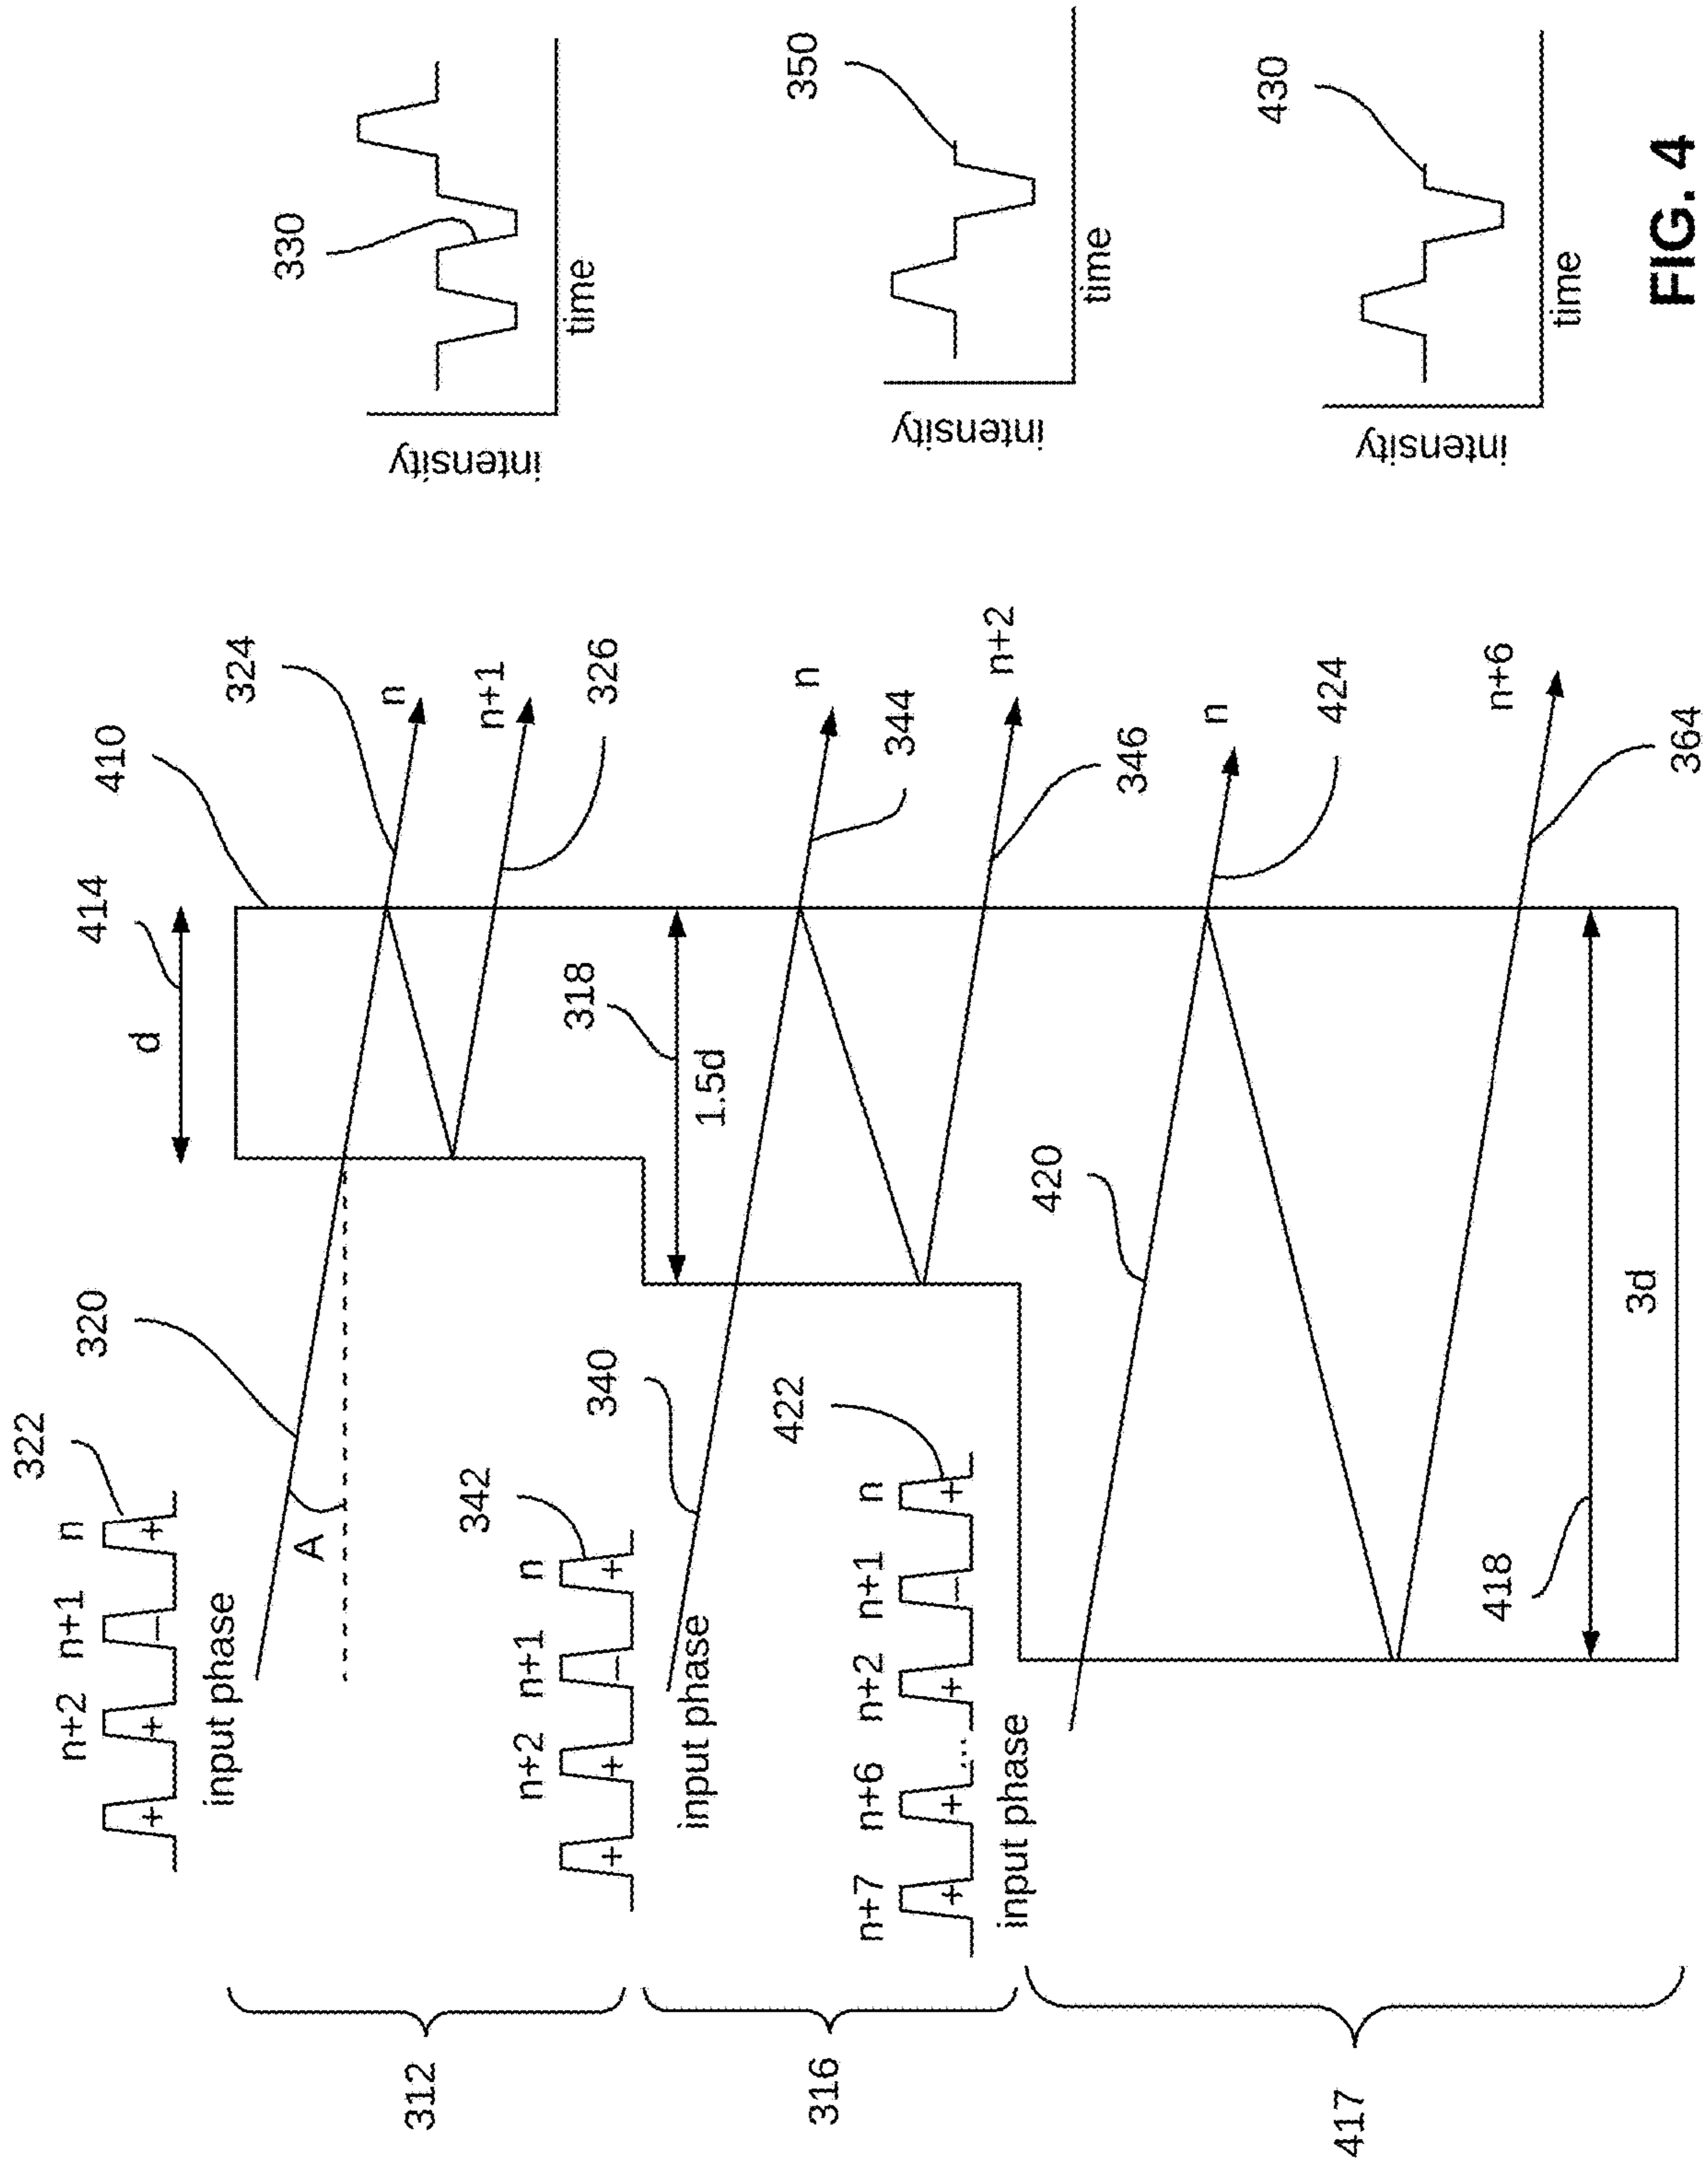 322
n+2 n+1 n
+ + − +
input phase
320
A
414
d
410
324
n
n+1
326
330
intensity
time
312
342
n+2 n+1 n
+ + − +
input phase
340
318
1.5d
n
344
n+2
346
350
intensity
time
316
422
n+7 n+6 n+2 n+1 n
+ + ... + − +
input phase
420
n
424
n+6
364
418
3d
430
intensity
time
417
FIG. 4